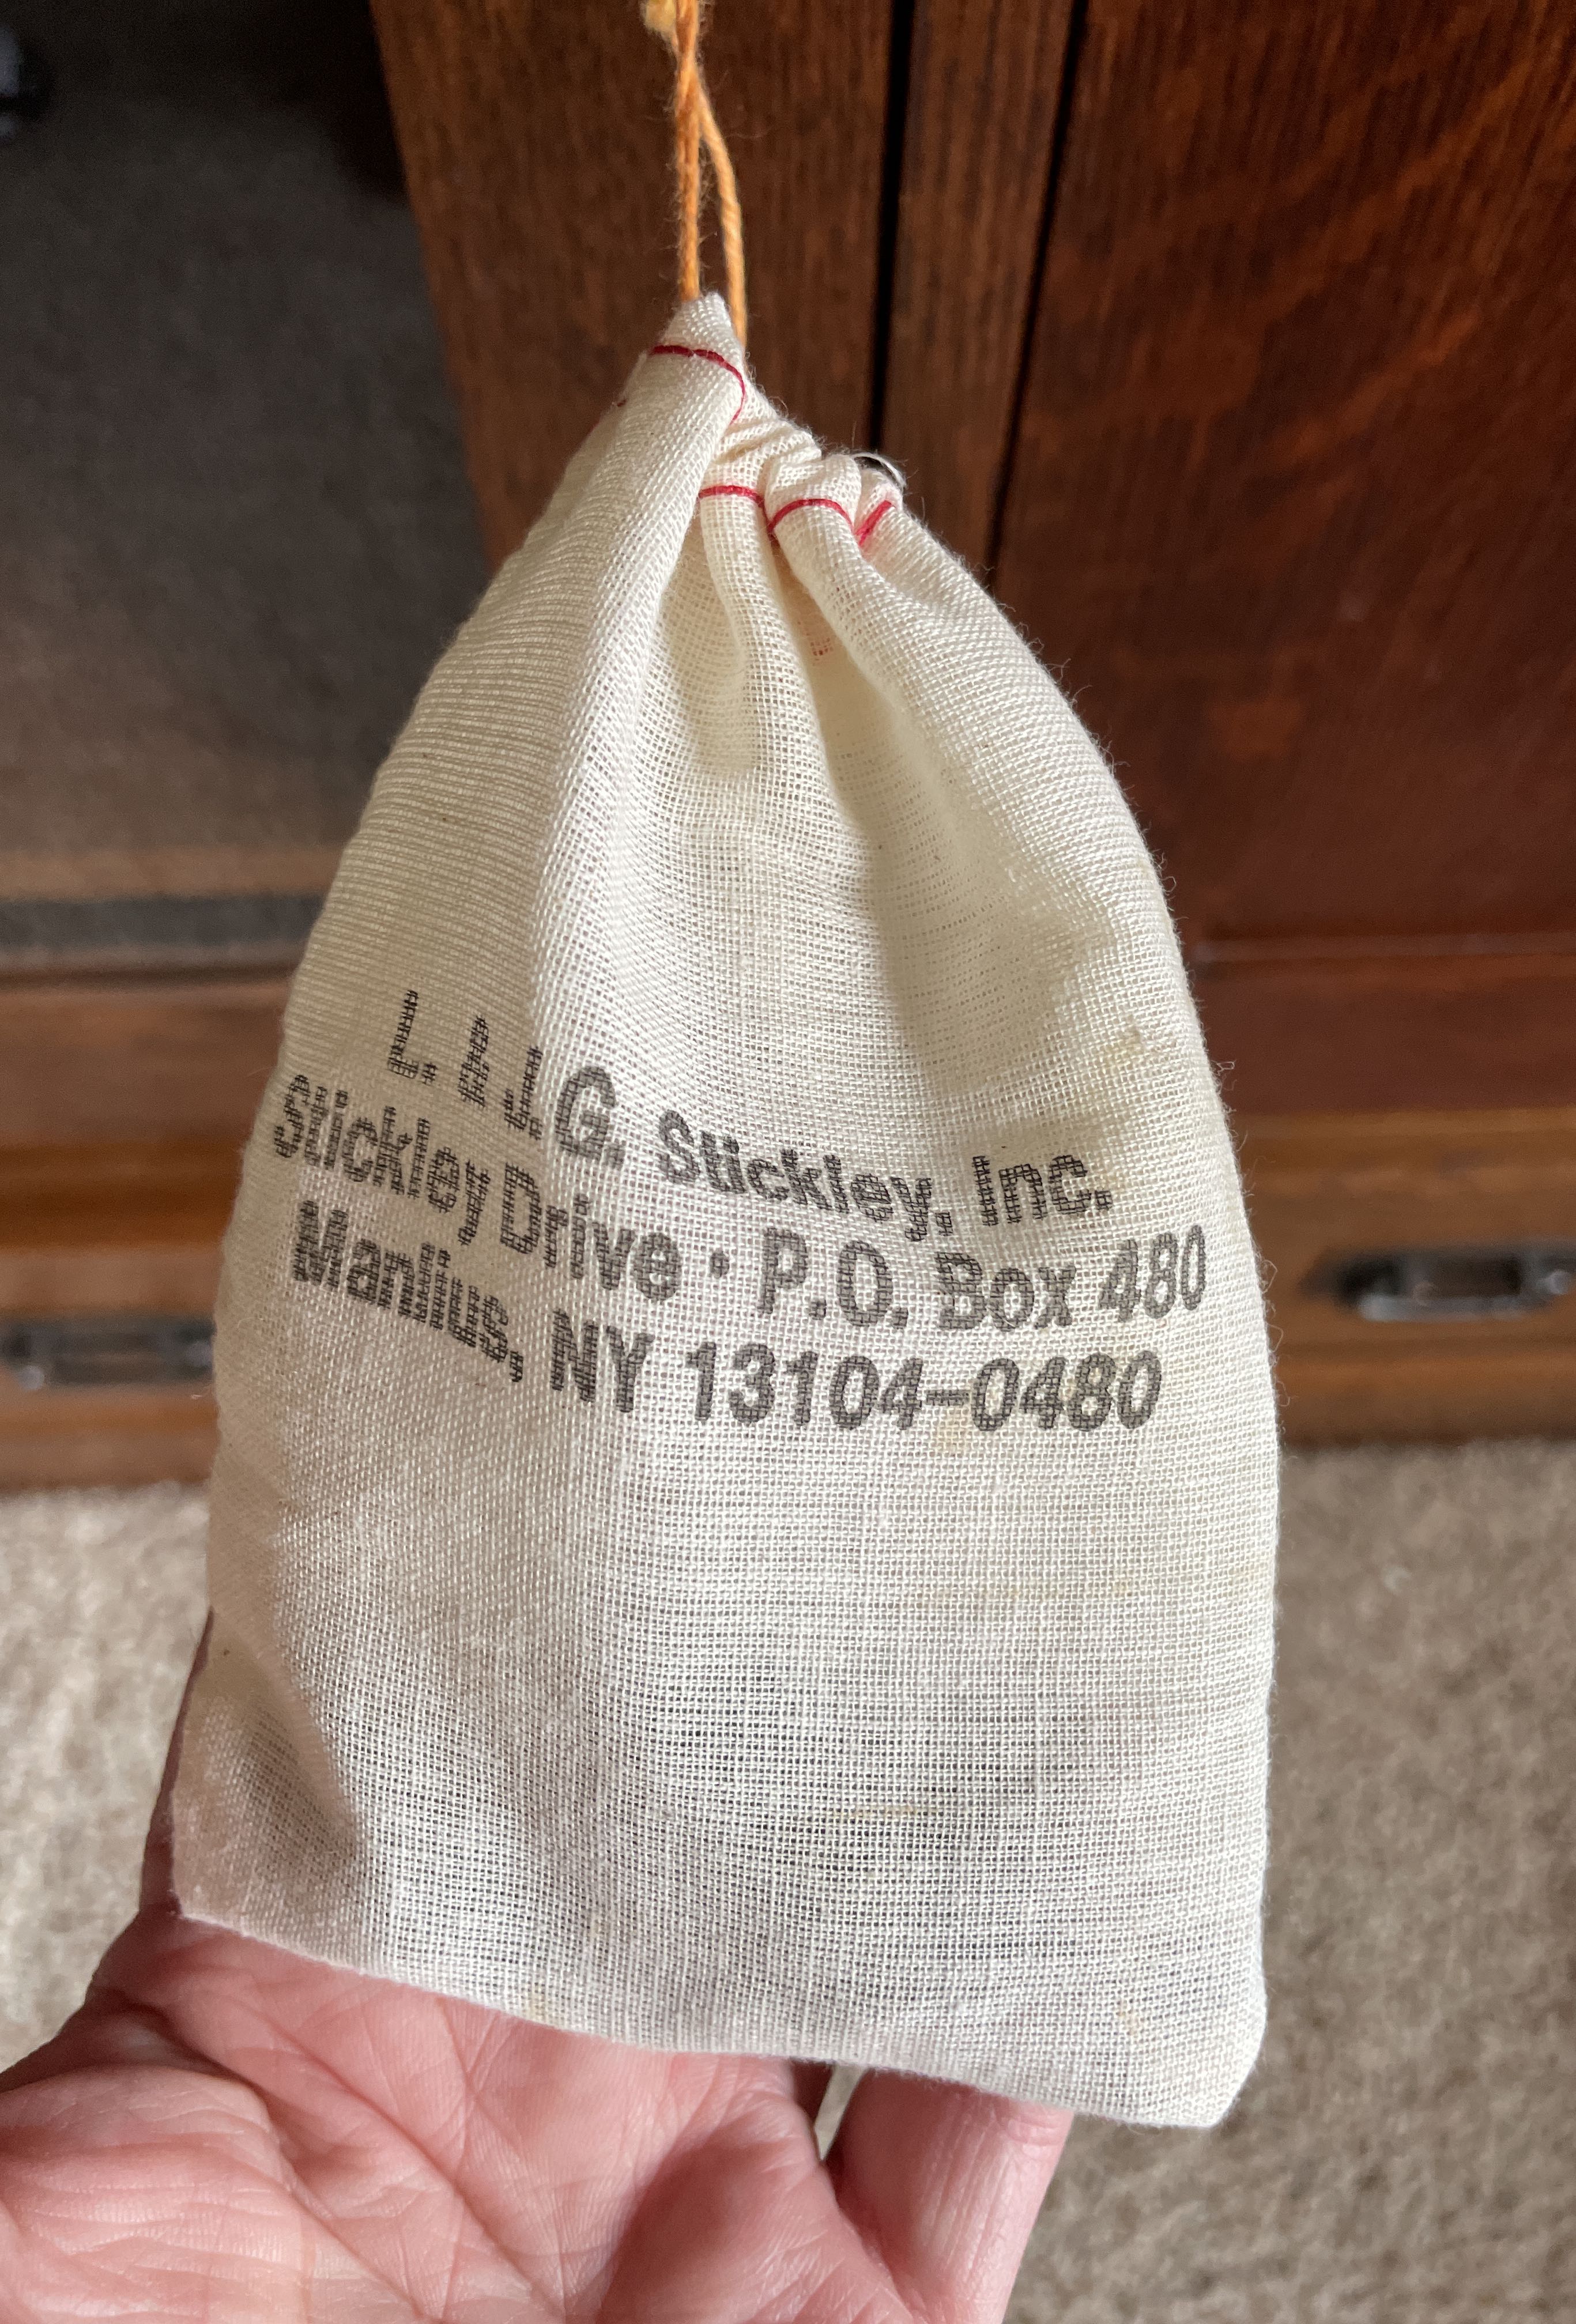 L. & J.G. Stickley, Inc.
Stickley Drive · P.O. Box 480
Manlius, NY 13104-0480